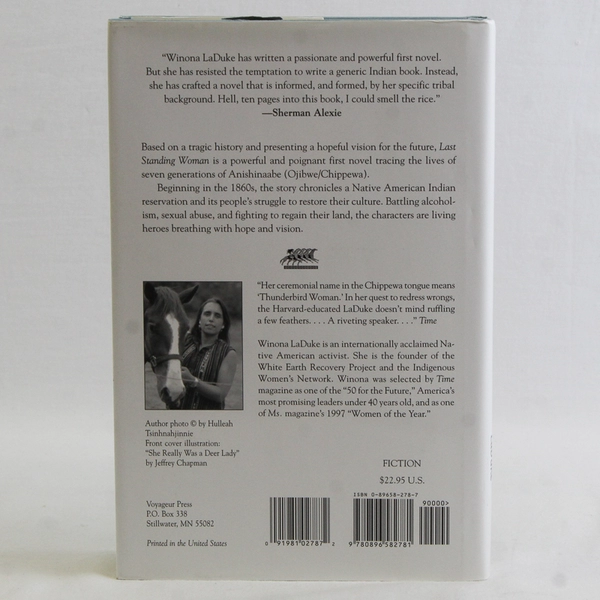 “Winona LaDuke has written a passionate and powerful first novel.
But she has resisted the temptation to write a generic Indian book. Instead,
she has crafted a novel that is informed, and formed, by her specific tribal
background. Hell, ten pages into this book, I could smell the rice.”
—Sherman Alexie
Based on a tragic history and presenting a hopeful vision for the future, Last
Standing Woman is a powerful and poignant first novel tracing the lives of
seven generations of Anishinaabe (Ojibwe/Chippewa).
Beginning in the 1860s, the story chronicles a Native American Indian
reservation and its people’s struggle to restore their culture. Battling alcohol-
ism, sexual abuse, and fighting to regain their land, the characters are living
heroes breathing with hope and vision.
“Her ceremonial name in the Chippewa tongue means
‘Thunderbird Woman.’ In her quest to redress wrongs,
the Harvard-educated LaDuke doesn’t mind ruffling
a few feathers. . . . A riveting speaker. . . .” Time
Winona LaDuke is an internationally acclaimed Na-
tive American activist. She is the founder of the
White Earth Recovery Project and the Indigenous
Women’s Network. Winona was selected by Time
magazine as one of the “50 for the Future,” America’s
most promising leaders under 40 years old, and as one
of Ms. magazine’s 1997 “Women of the Year.”
Author photo © by Hulleah
Tsinhnahjinnie
Front cover illustration:
“She Really Was a Deer Lady”
by Jeffrey Chapman
FICTION
$22.95 U.S.
Voyageur Press
P.O. Box 338
Stillwater, MN 55082
Printed in the United States
0 91981 02787 2
ISBN 0-89658-278-7
90000>
9 780896 582781